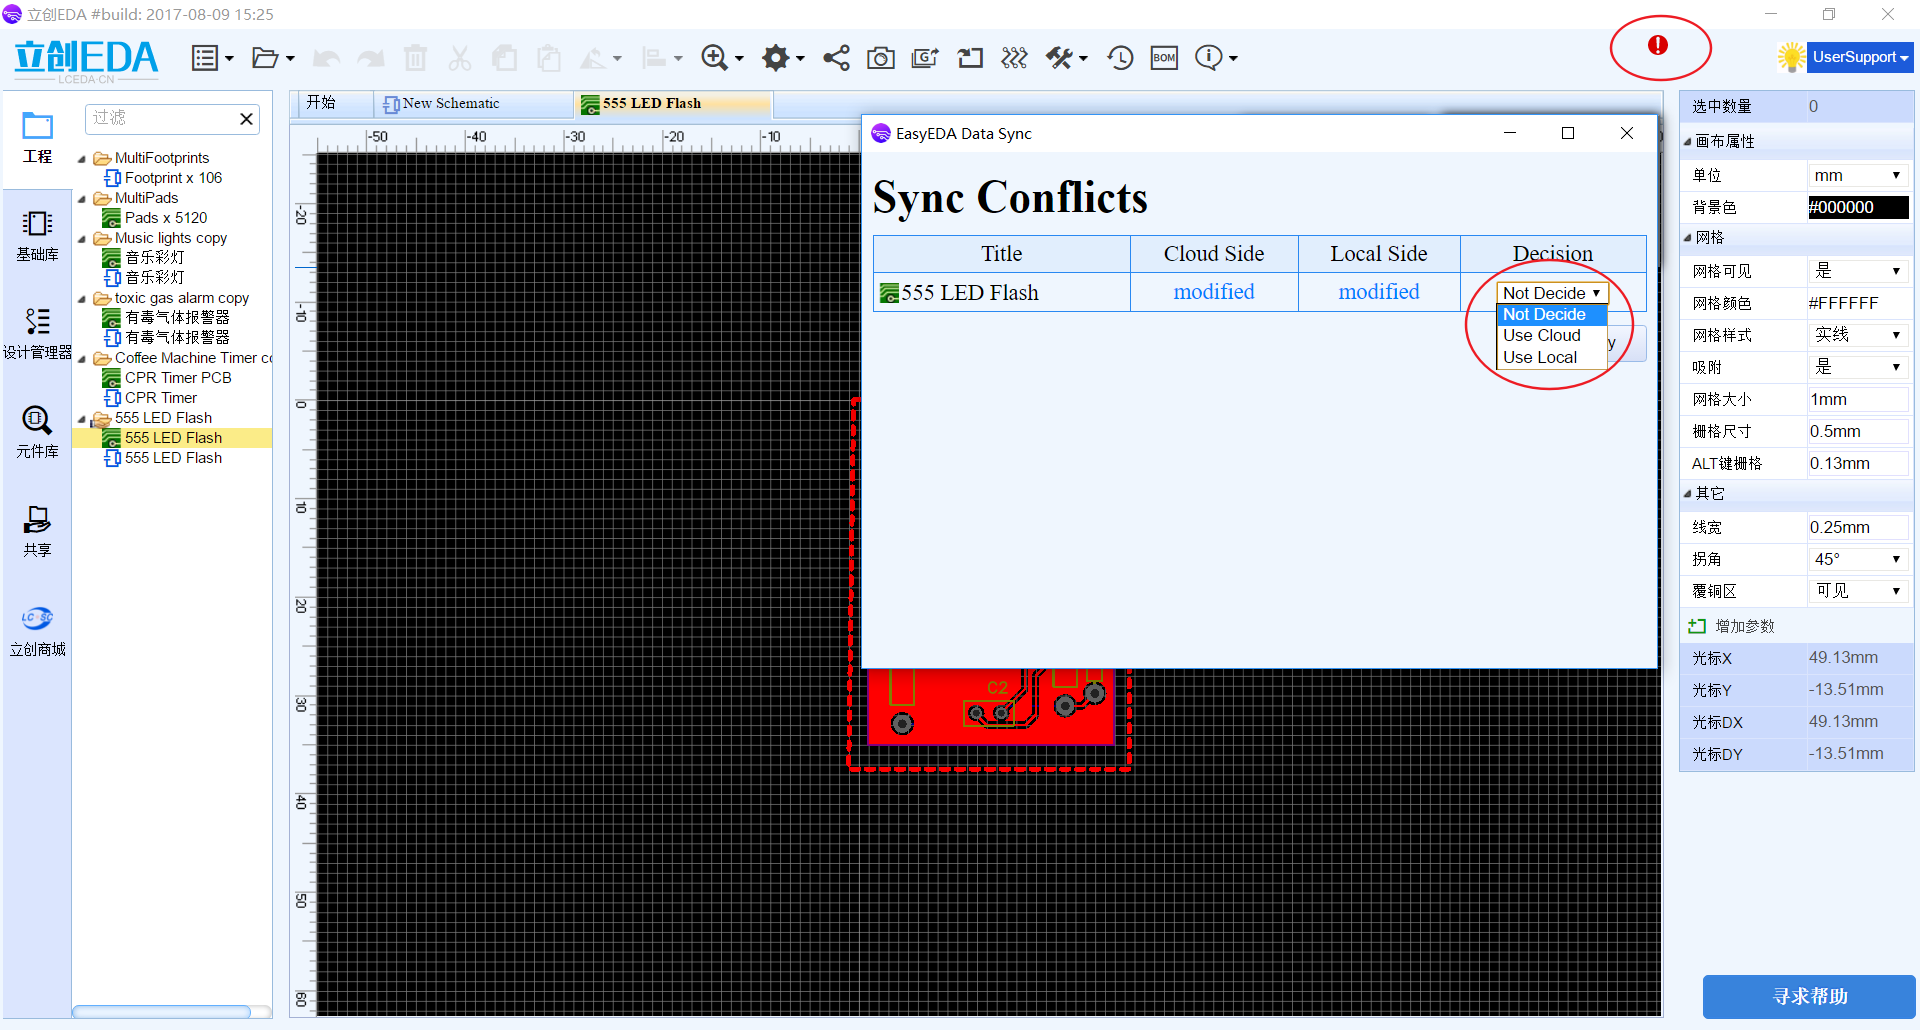 立创EDA #build: 2017-08-09 15:25
立创EDA
LCEDA·CN
BOM
UserSupport
工程
基础库
设计管理器
元件库
共享
LCSC
立创商城
过滤
MultiFootprints
Footprint x 106
MultiPads
Pads x 5120
Music lights copy
音乐彩灯
音乐彩灯
toxic gas alarm copy
有毒气体报警器
有毒气体报警器
Coffee Machine Timer co
CPR Timer PCB
CPR Timer
555 LED Flash
555 LED Flash
555 LED Flash
开始
New Schematic
555 LED Flash
-50
-40
-30
-20
-10
-20
-10
0
10
20
30
40
50
60
C2
EasyEDA Data Sync
Sync Conflicts
Title Cloud Side Local Side Decision
555 LED Flash modified modified Not Decide
Not Decide
Use Cloud
Use Local
y
选中数量 0
画布属性
单位 mm
背景色 #000000
网格
网格可见 是
网格颜色 #FFFFFF
网格样式 实线
吸附 是
网格大小 1mm
栅格尺寸 0.5mm
ALT键栅格 0.13mm
其它
线宽 0.25mm
拐角 45°
覆铜区 可见
增加参数
光标X 49.13mm
光标Y -13.51mm
光标DX 49.13mm
光标DY -13.51mm
寻求帮助